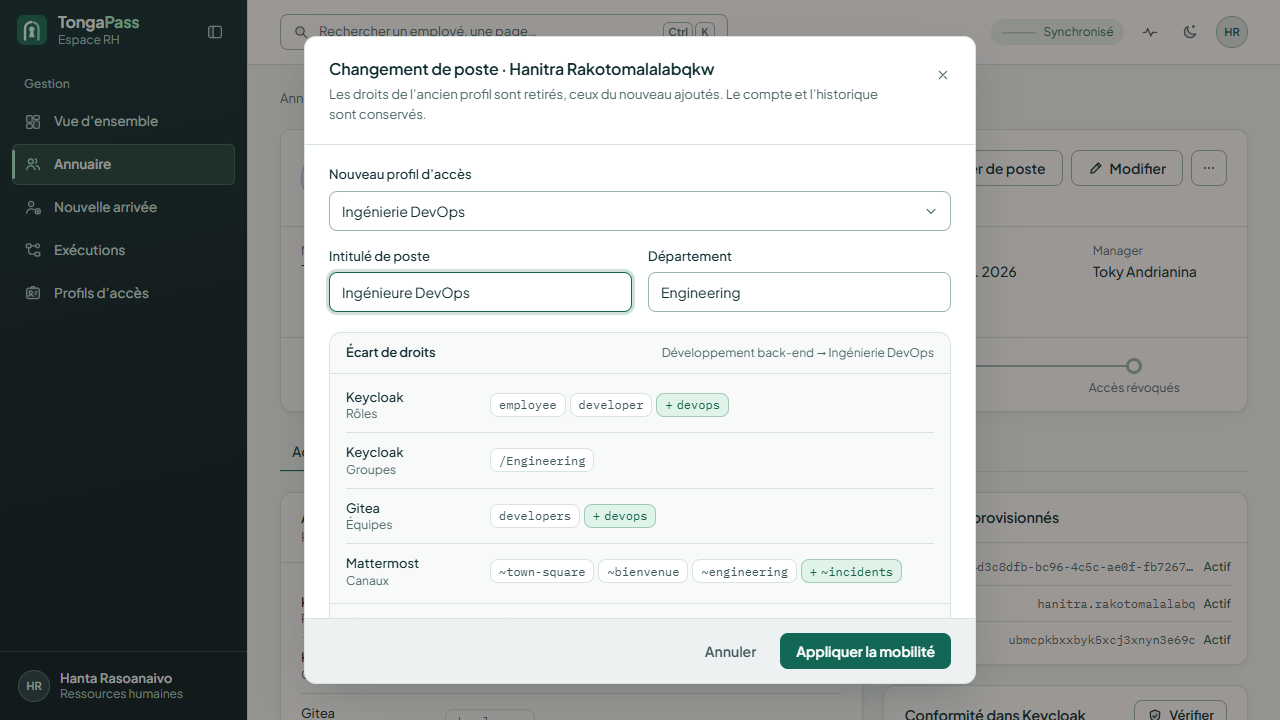 TongaPass
Espace RH
Gestion
Vue d'ensemble
Annuaire
Nouvelle arrivée
Exécutions
Profils d'accès
HR
Hanta Rasoanaivo
Ressources humaines
Rechercher un employé, une page...
Ctrl K
Synchronisé
HR
Changement de poste · Hanitra Rakotomalalabqkw
Les droits de l'ancien profil sont retirés, ceux du nouveau ajoutés. Le compte et l'historique
sont conservés.
Nouveau profil d'accès
Ingénierie DevOps
Intitulé de poste
Département
Ingénieure DevOps
Engineering
Écart de droits
Développement back-end → Ingénierie DevOps
Keycloak
Rôles
employee developer + devops
Keycloak
Groupes
/Engineering
Gitea
Équipes
developers + devops
Mattermost
Canaux
~town-square ~bienvenue ~engineering + ~incidents
Annuler
Appliquer la mobilité
de poste
Modifier
Manager
2026
Toky Andrianina
Accès révoqués
provisionnés
d3c8dfb-bc96-4c5c-ae0f-fb7267… Actif
hanitra.rakotomalalabq Actif
ubmcpkbxxybyk5xcj3xnyn3e69c Actif
Gitea
Conformité dans Keycloak
Vérifier